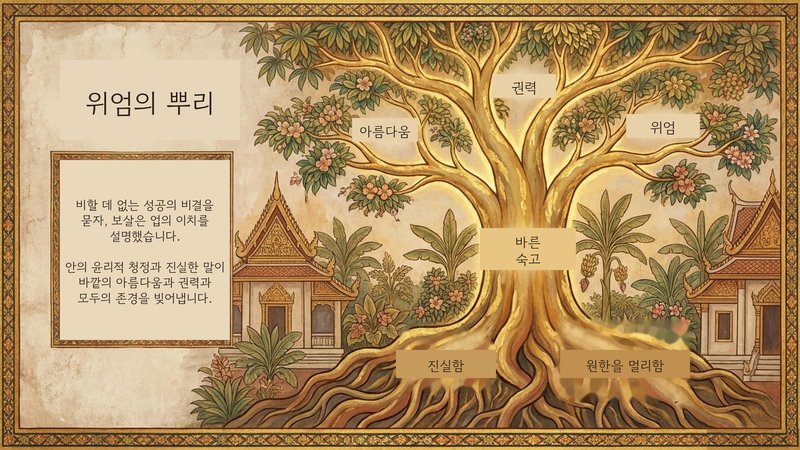 위엄의 뿌리
비할 데 없는 성공의 비결을
묻자, 보살은 업의 이치를
설명했습니다.
안의 윤리적 청정과 진실한 말이
바깥의 아름다움과 권력과
모두의 존경을 빚어냅니다.
권력
아름다움
위엄
바른
숙고
진실함
원한을 멀리함